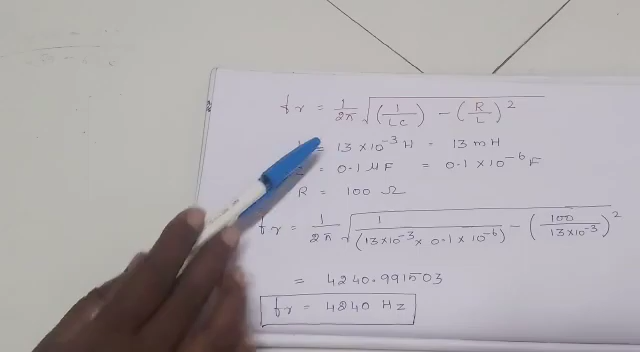 fr = 1/2π √(1/LC) - (R/L)²
= 13 × 10⁻³ H = 13 mH
= 0.1 μF = 0.1 × 10⁻⁶ F
R = 100 Ω
fr = 1/2π √1/(13×10⁻³ × 0.1 × 10⁻⁶) - (100/13×10⁻³)²
= 4240.991503
fr = 4240 Hz